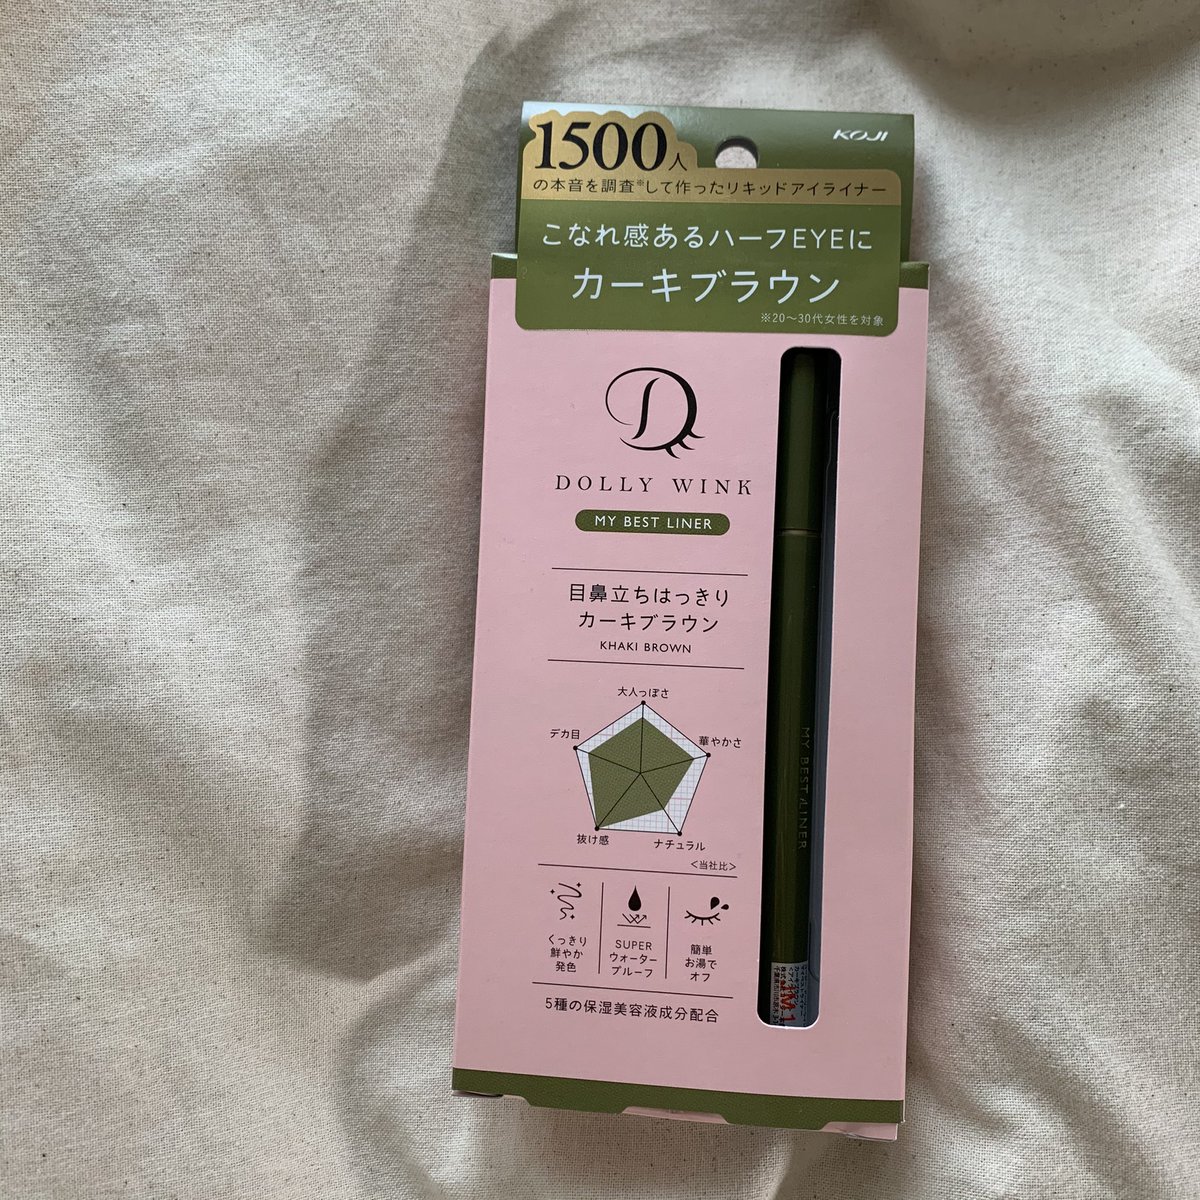 KOJI
1500人
の本音を調査※して作ったリキッドアイライナー
こなれ感あるハーフEYEに
カーキブラウン
※20〜30代女性を対象
DOLLY WINK
MY BEST LINER
目鼻立ちはっきり
カーキブラウン
KHAKI BROWN
大人っぽさ
デカ目
華やかさ
抜け感
ナチュラル
<当社比>
くっきり
鮮やか
発色
SUPER
ウォーター
プルーフ
簡単
お湯で
オフ
5種の保湿美容液成分配合
MY BEST LINER